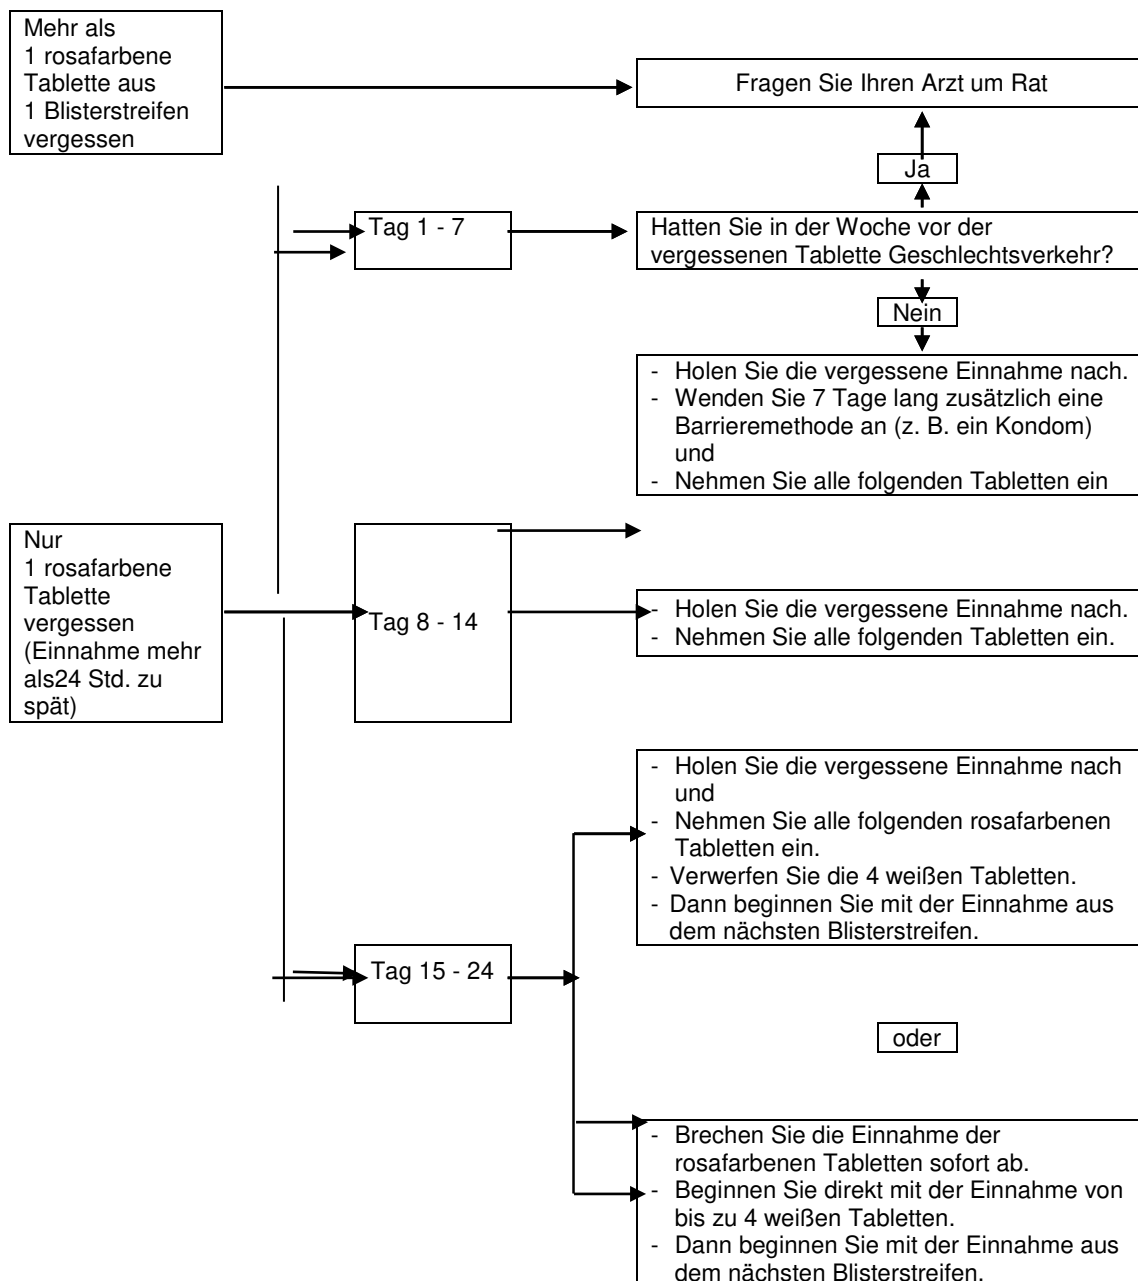 Mehr als
1 rosafarbene
Tablette aus
1 Blisterstreifen
vergessen
Fragen Sie Ihren Arzt um Rat
Ja
Tag 1 - 7
Hatten Sie in der Woche vor der
vergessenen Tablette Geschlechtsverkehr?
Nein
- Holen Sie die vergessene Einnahme nach.
- Wenden Sie 7 Tage lang zusätzlich eine
Barrieremethode an (z. B. ein Kondom)
und
- Nehmen Sie alle folgenden Tabletten ein
Nur
1 rosafarbene
Tablette
vergessen
(Einnahme mehr
als24 Std. zu
spät)
Tag 8 - 14
- Holen Sie die vergessene Einnahme nach.
- Nehmen Sie alle folgenden Tabletten ein.
- Holen Sie die vergessene Einnahme nach
und
- Nehmen Sie alle folgenden rosafarbenen
Tabletten ein.
- Verwerfen Sie die 4 weißen Tabletten.
- Dann beginnen Sie mit der Einnahme aus
dem nächsten Blisterstreifen.
Tag 15 - 24
oder
- Brechen Sie die Einnahme der
rosafarbenen Tabletten sofort ab.
- Beginnen Sie direkt mit der Einnahme von
bis zu 4 weißen Tabletten.
- Dann beginnen Sie mit der Einnahme aus
dem nächsten Blisterstreifen.